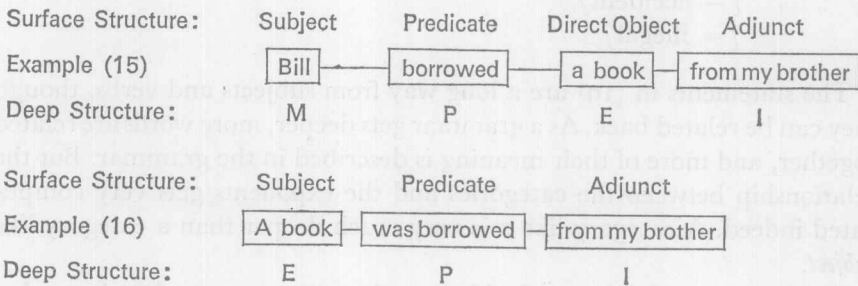 Surface Structure: Subject Predicate Direct Object Adjunct
Example (15) Bill borrowed a book from my brother
Deep Structure: M P E I
Surface Structure: Subject Predicate Adjunct
Example (16) A book was borrowed from my brother
Deep Structure: E P I